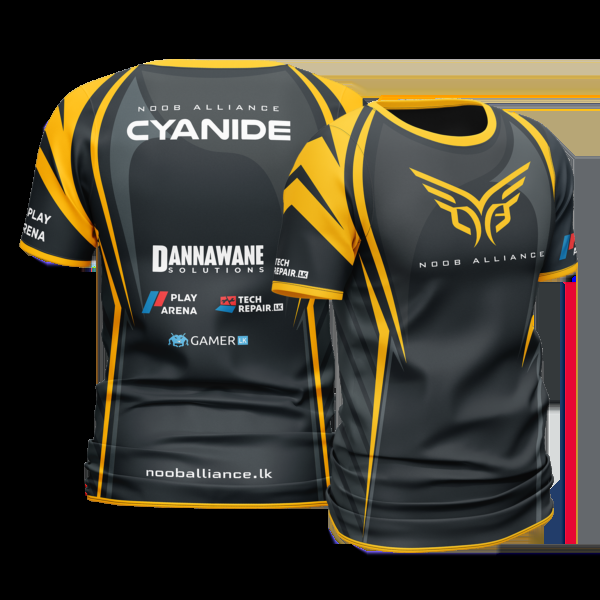 NOOB ALLIANCE
CYANIDE
DANNAWANE
SOLUTIONS
PLAY
ARENA
TECH
REPAIR.LK
GAMER LK
nooballiance.lk
PLAY
ARENA
TECH
REPAIR.LK
NOOB ALLIANCE